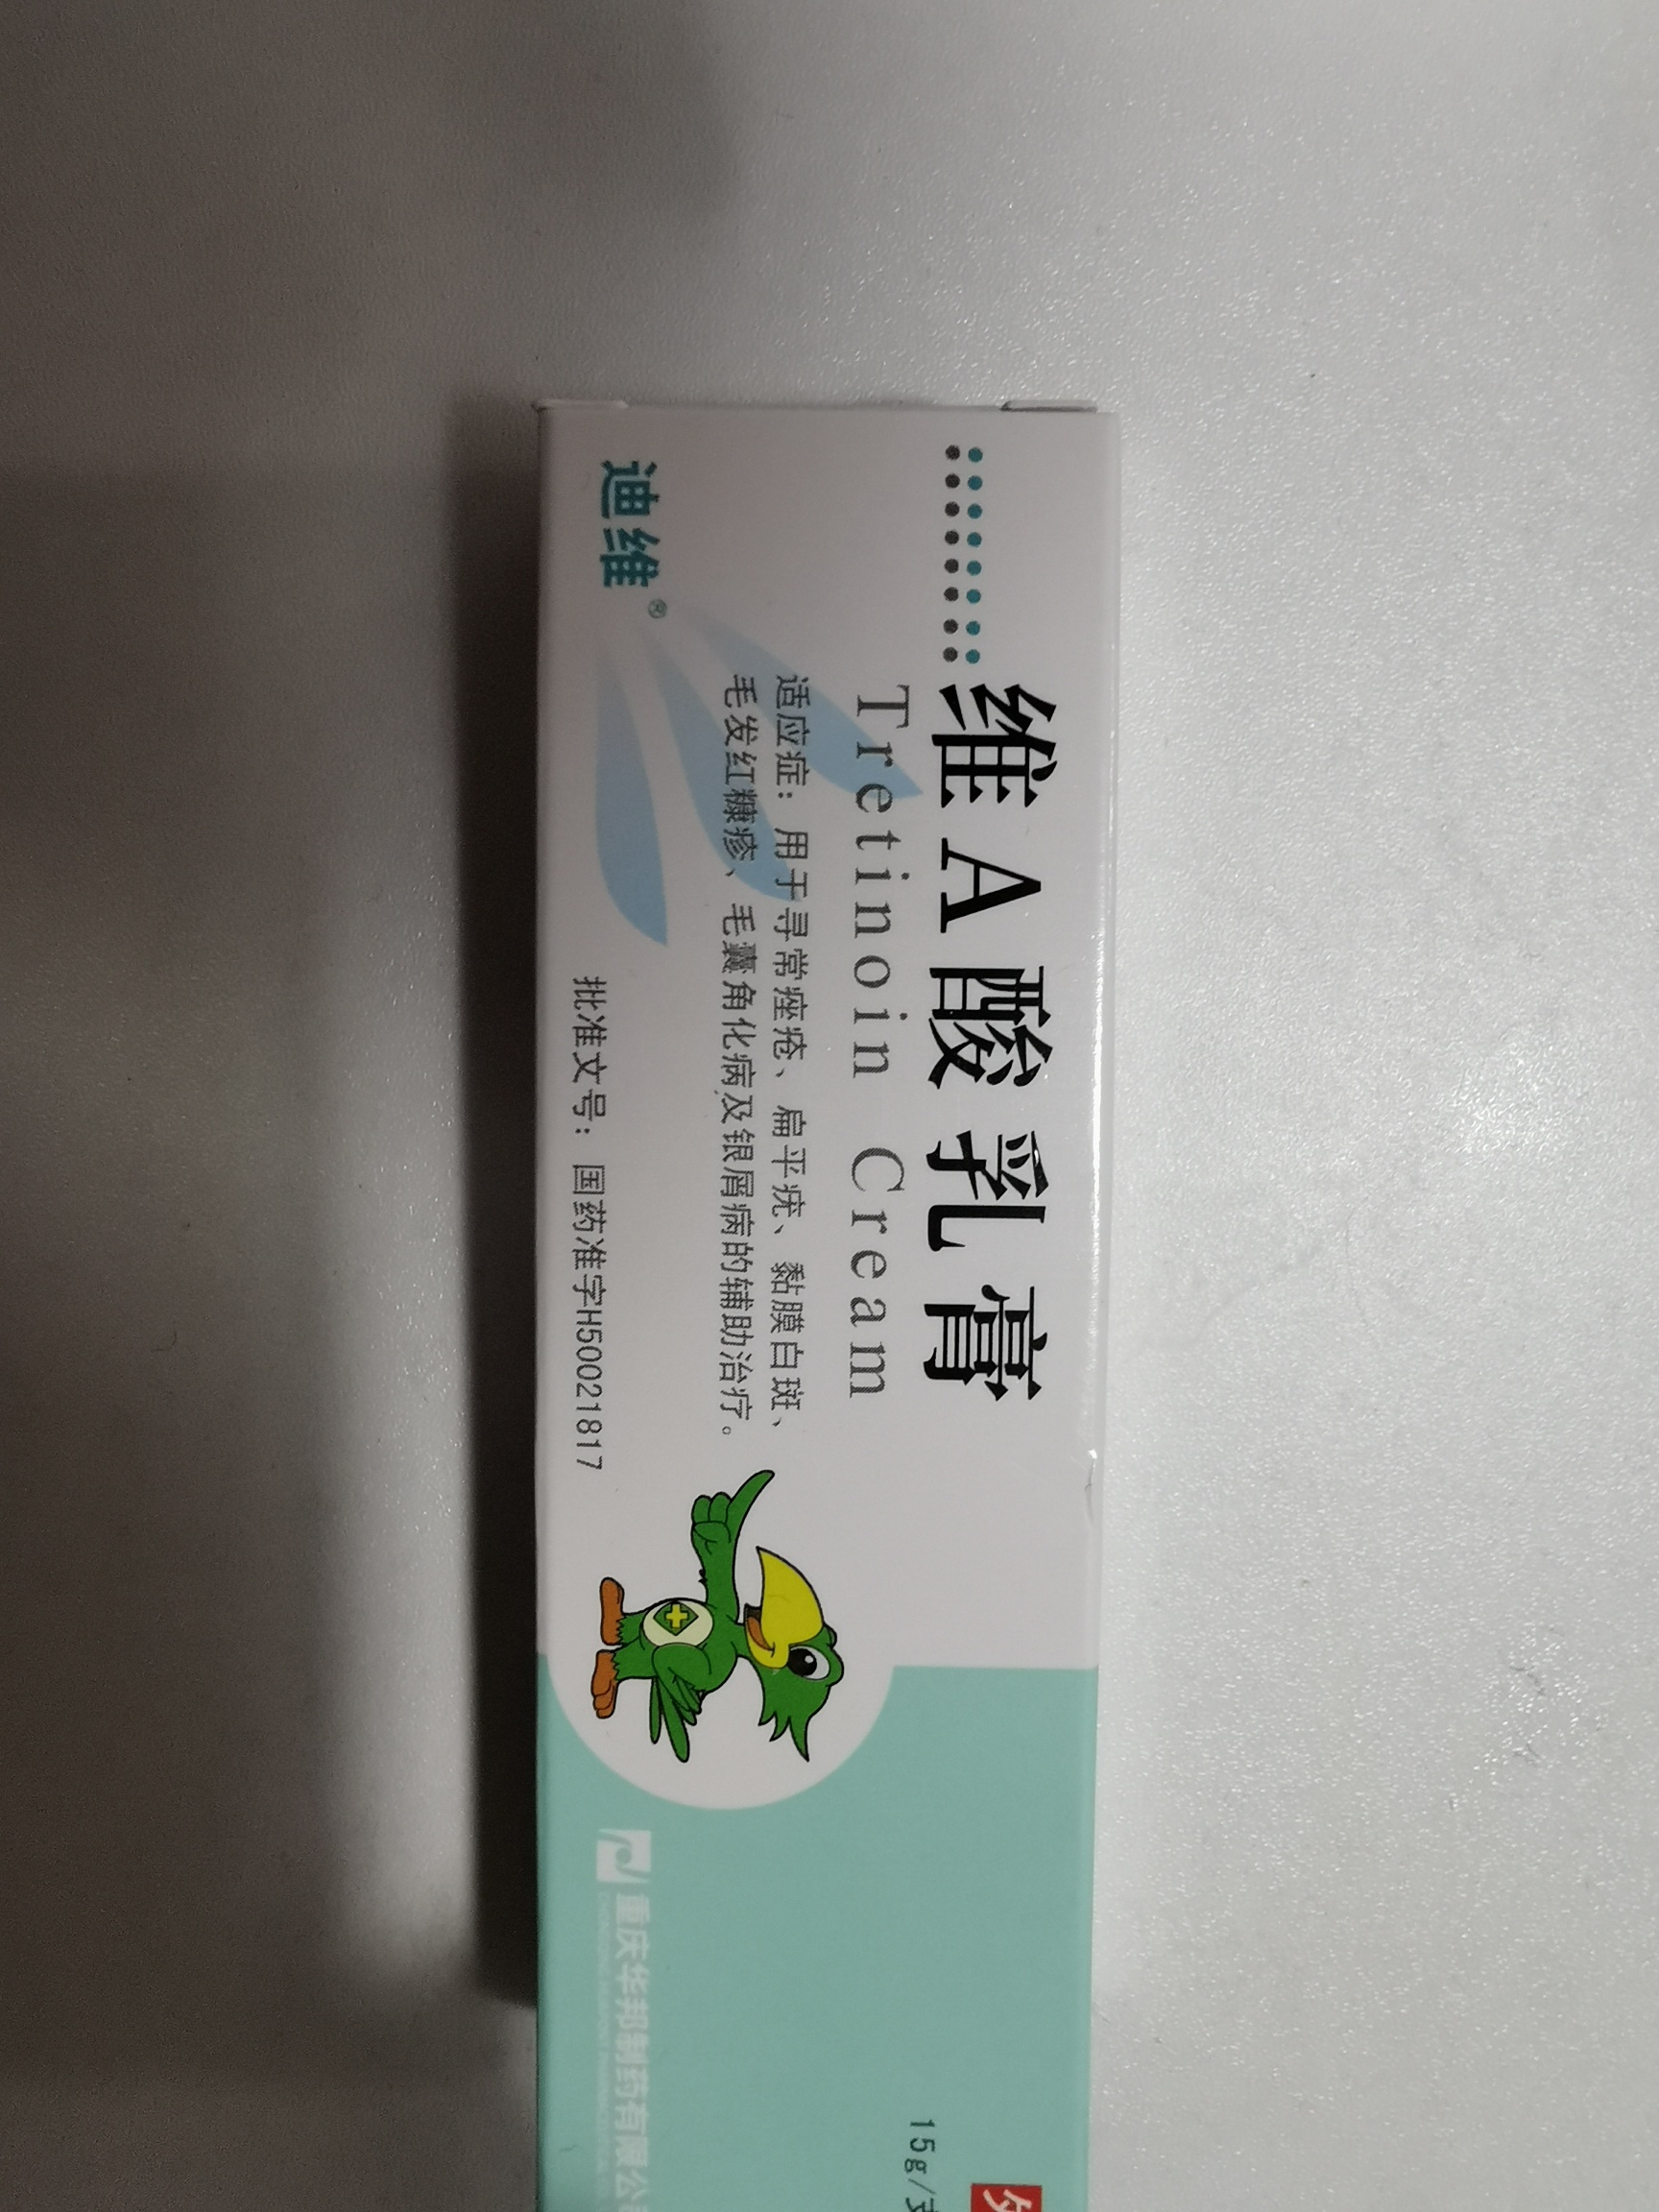 维A酸乳膏
Tretinoin Cream
适应症：用于寻常痤疮、扁平疣、黏膜白斑、
毛发红糠疹、毛囊角化病及银屑病的辅助治疗。
迪维®
批准文号：国药准字H50021817
15g/支
重庆华邦制药有限公